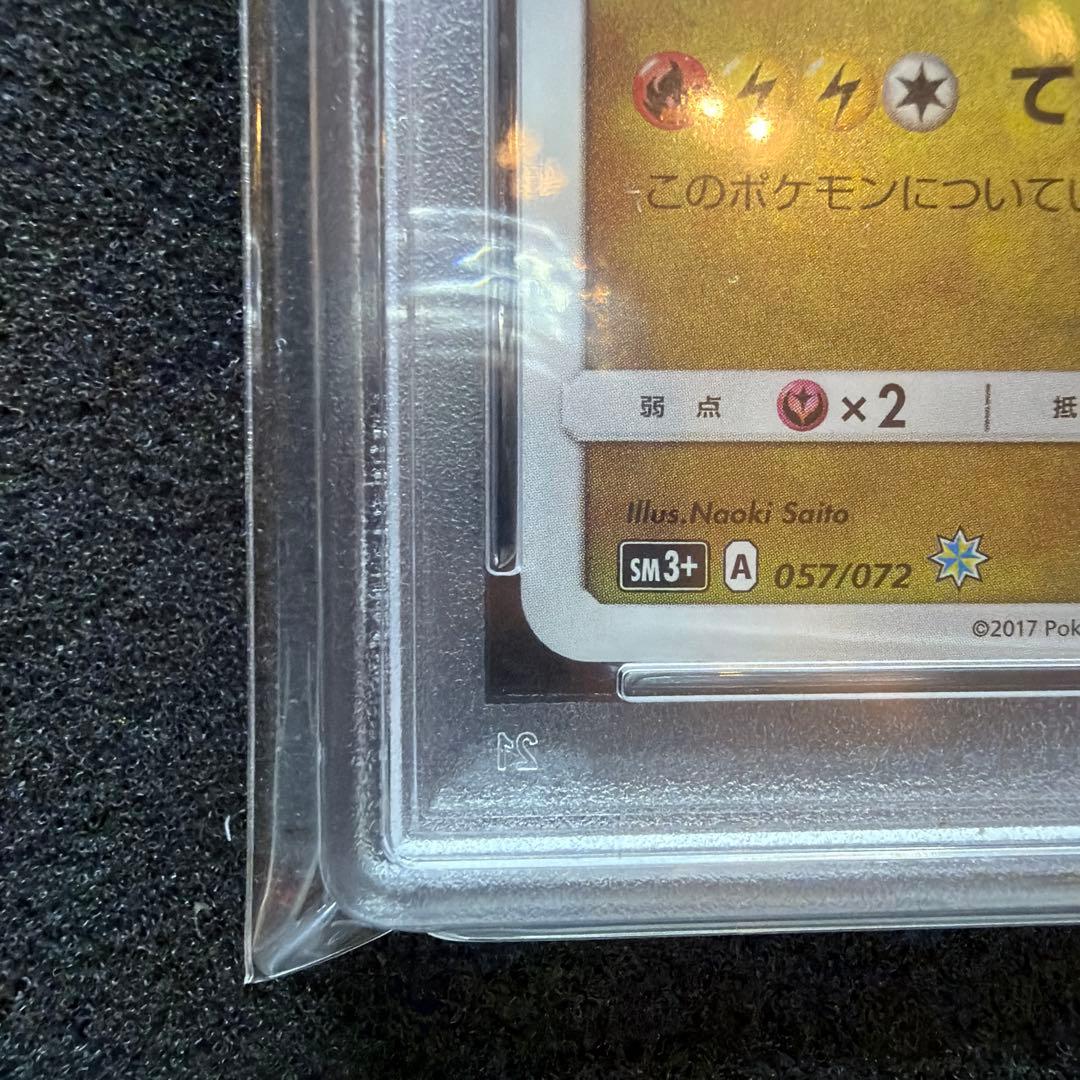 て
このポケモンについてい
弱点 ×2 抵
Illus.Naoki Saito
SM3+ A 057/072
©2017 Pok
21